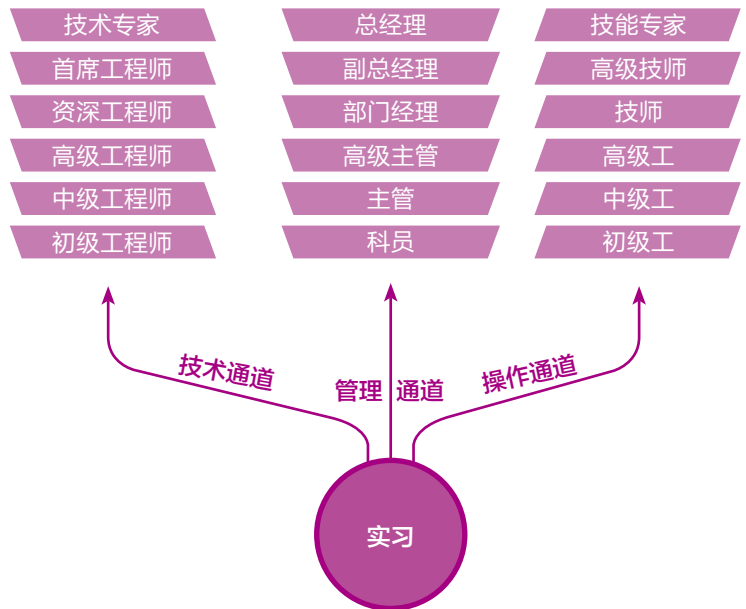 技术专家
总经理
技能专家
首席工程师
副总经理
高级技师
资深工程师
部门经理
技师
高级工程师
高级主管
高级工
中级工程师
主管
中级工
初级工程师
科员
初级工
技术通道
管理通道
操作通道
实习